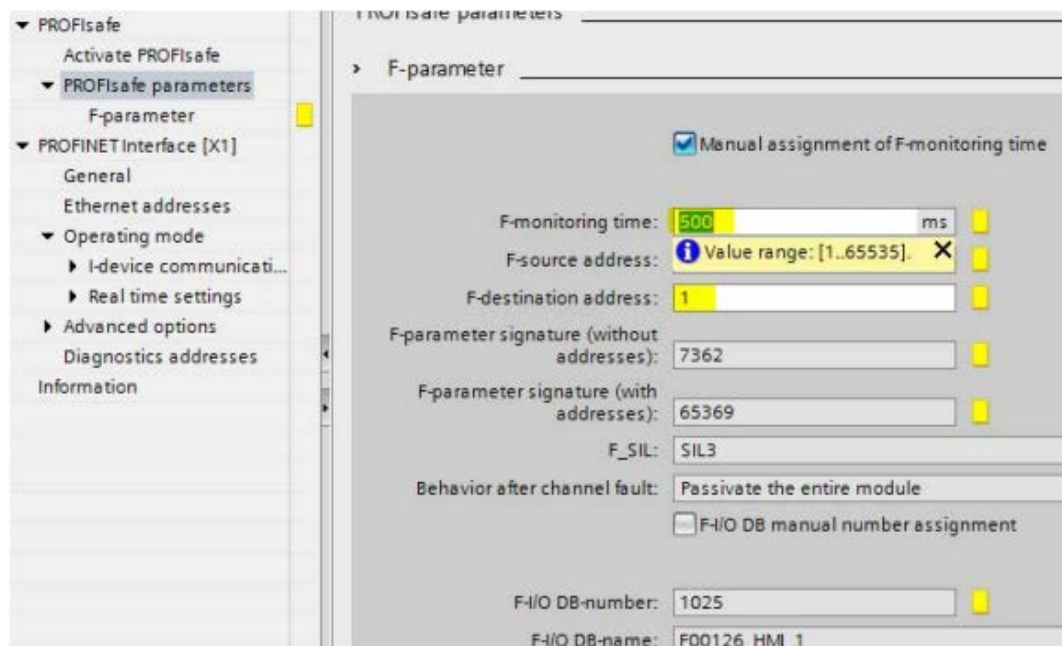 PROFIsafe
Activate PROFIsafe
PROFIsafe parameters
F-parameter
PROFINET Interface [X1]
General
Ethernet addresses
Operating mode
I-device communicati...
Real time settings
Advanced options
Diagnostics addresses
Information
PROFIsafe parameters
F-parameter
Manual assignment of F-monitoring time
F-monitoring time: 500 ms
F-source address: Value range: [1..65535].
F-destination address: 1
F-parameter signature (without
addresses): 7362
F-parameter signature (with
addresses): 65369
F_SIL: SIL3
Behavior after channel fault: Passivate the entire module
F-I/O DB manual number assignment
F-I/O DB-number: 1025
F-I/O DB-name: F00126_HMI_1